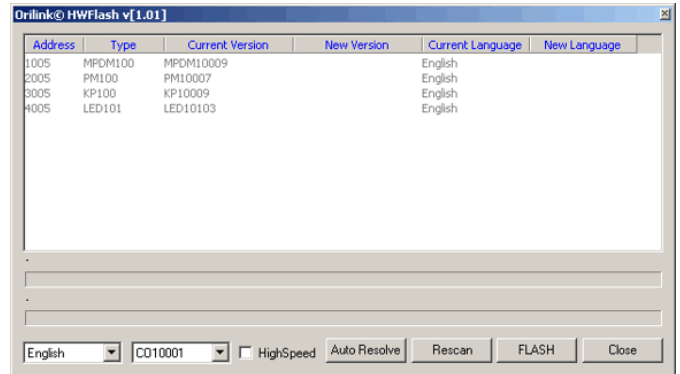 Orilink© HWFlash v[1.01]
Address Type Current Version New Version Current Language New Language
1005 MPDM100 MPDM10009 English
2005 PM100 PM10007 English
3005 KP100 KP10009 English
4005 LED101 LED10103 English
-
-
English CO10001 HighSpeed Auto Resolve Rescan FLASH Close